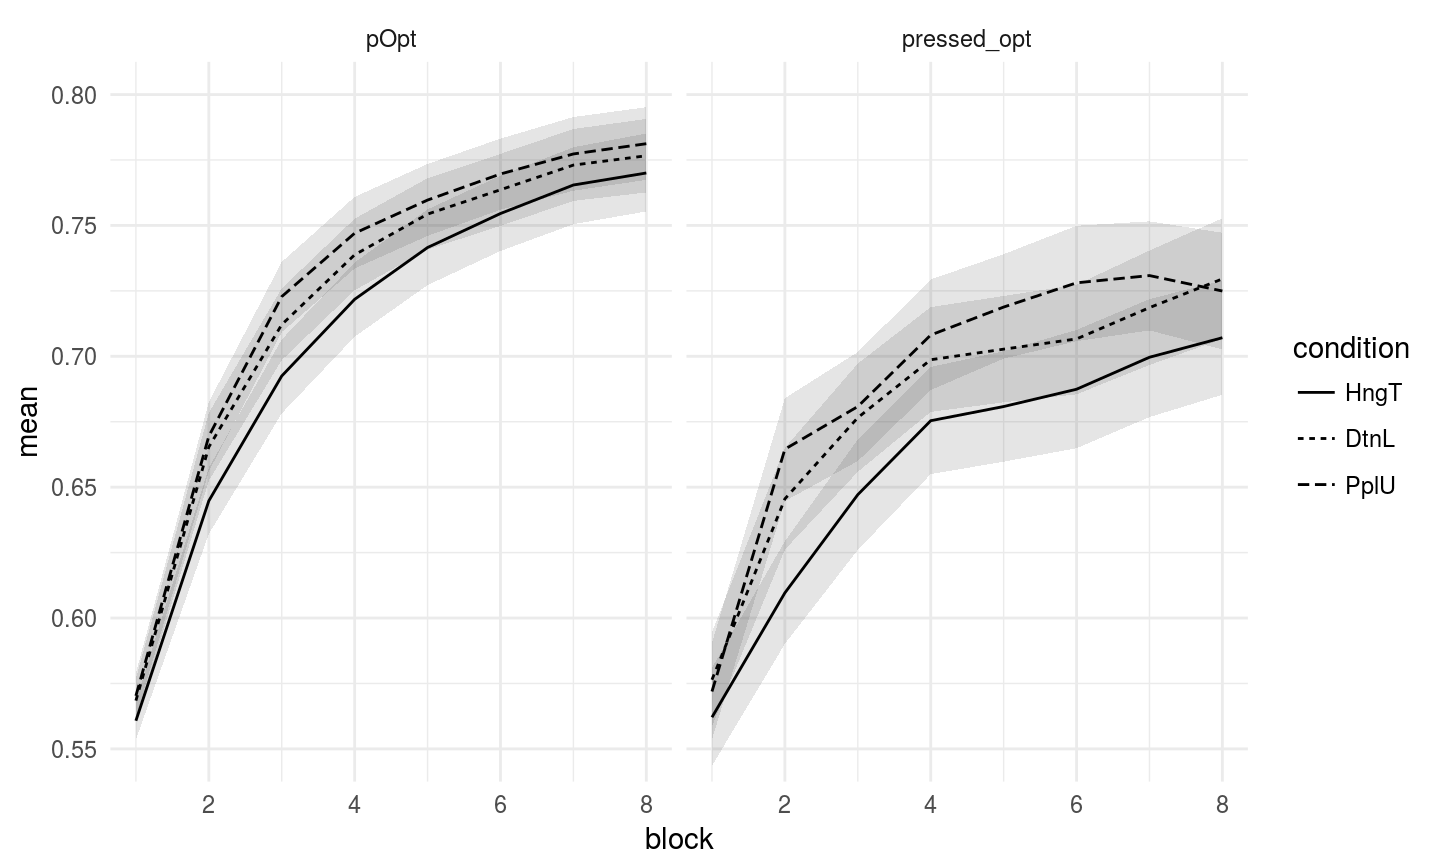 pOpt
pressed_opt
0.80
0.75
0.70
0.65
0.60
0.55
mean
2 4 6 8
2 4 6 8
block
condition
HngT
DtnL
PplU